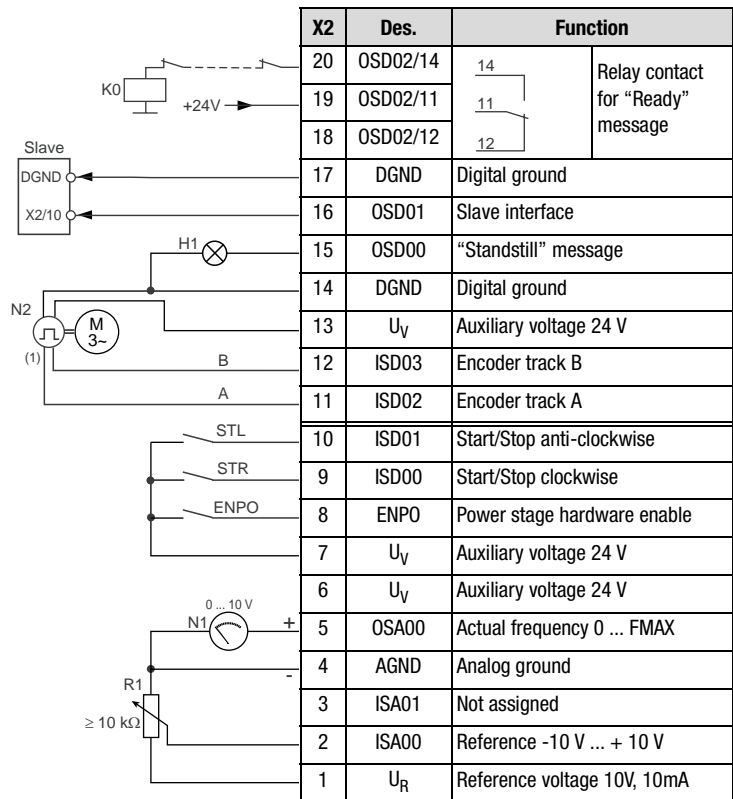 X2 Des. Function
20 OSD02/14 14 Relay contact
K0 +24V 19 OSD02/11 11 for “Ready”
18 OSD02/12 12 message
Slave
DGND 17 DGND Digital ground
X2/10 16 OSD01 Slave interface
H1 15 OSD00 “Standstill” message
14 DGND Digital ground
N2 M 3~ 13 UV Auxiliary voltage 24 V
(1) B 12 ISD03 Encoder track B
A 11 ISD02 Encoder track A
STL 10 ISD01 Start/Stop anti-clockwise
STR 9 ISD00 Start/Stop clockwise
ENPO 8 ENPO Power stage hardware enable
7 UV Auxiliary voltage 24 V
6 UV Auxiliary voltage 24 V
0 ... 10 V
N1 + 5 OSA00 Actual frequency 0 ... FMAX
- 4 AGND Analog ground
R1 3 ISA01 Not assigned
≥ 10 kΩ 2 ISA00 Reference -10 V ... + 10 V
1 UR Reference voltage 10V, 10mA